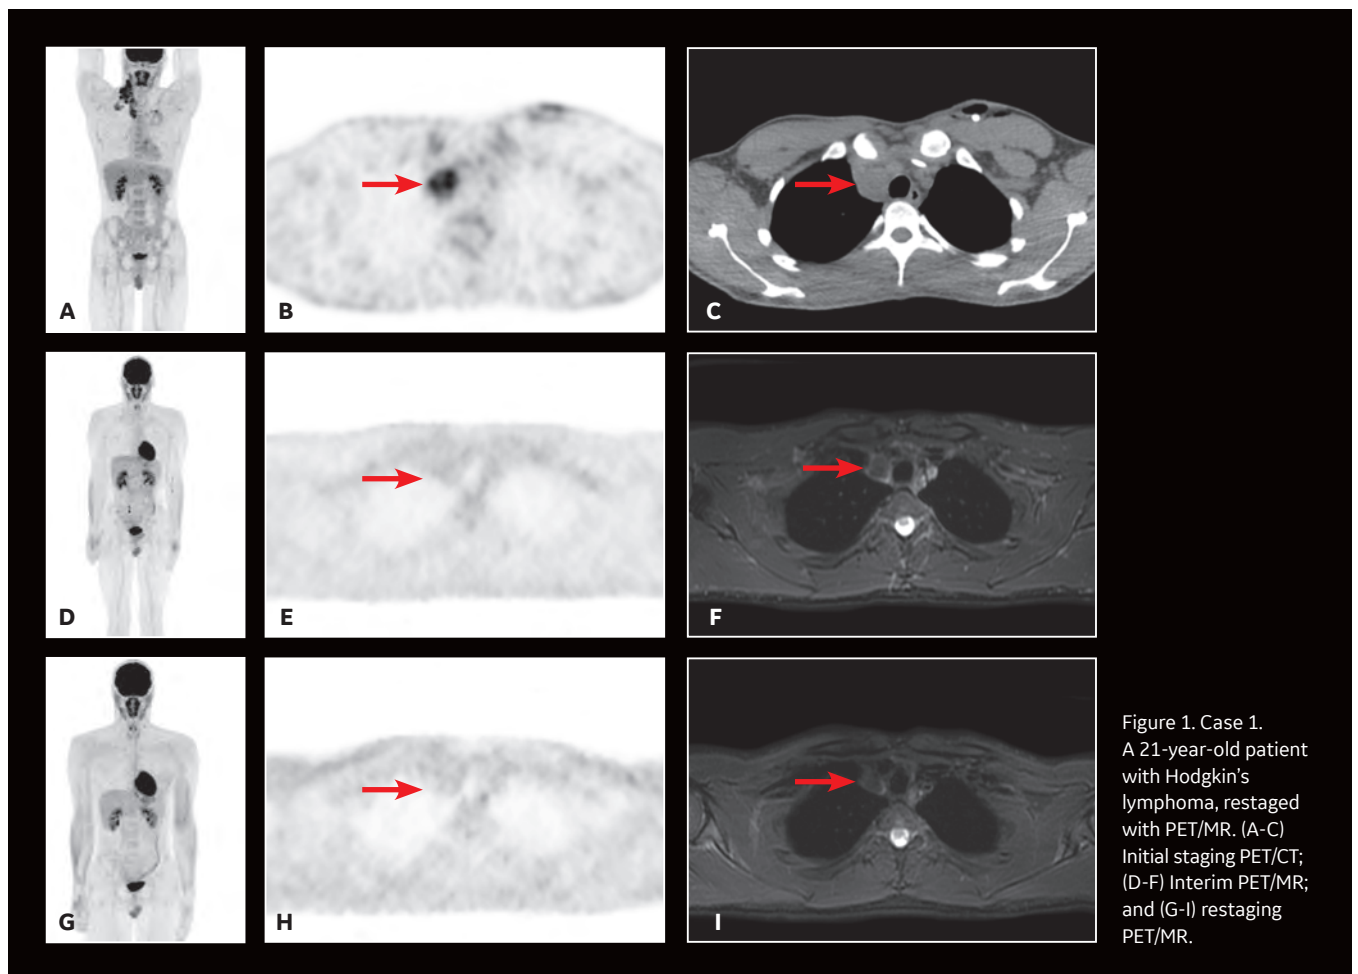 A
B
C
D
E
F
G
H
I
Figure 1. Case 1.
A 21-year-old patient
with Hodgkin's
lymphoma, restaged
with PET/MR. (A-C)
Initial staging PET/CT;
(D-F) Interim PET/MR;
and (G-I) restaging
PET/MR.